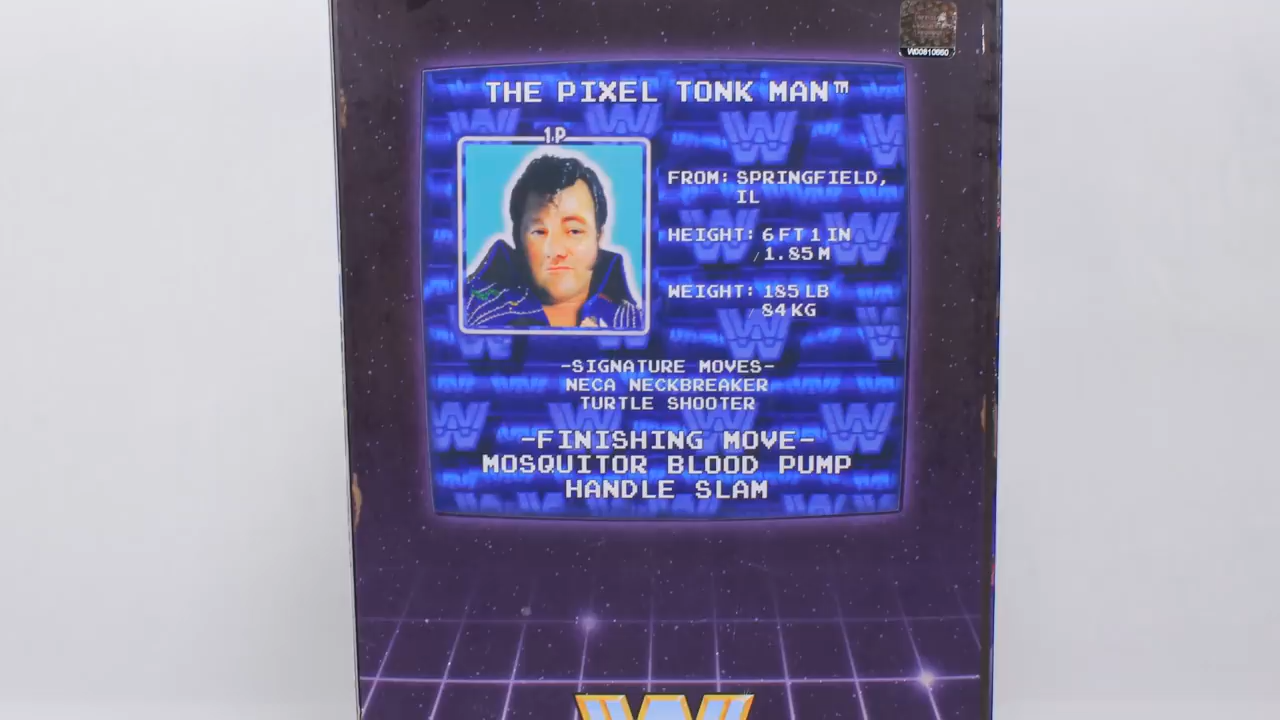 W00610660
THE PIXEL TONK MAN™
1P
FROM: SPRINGFIELD,
IL
HEIGHT: 6 FT 1 IN
/1.85 M
WEIGHT: 185 LB
/ 84 KG
-SIGNATURE MOVES-
NECA NECKBREAKER
TURTLE SHOOTER
-FINISHING MOVE-
MOSQUITOR BLOOD PUMP
HANDLE SLAM